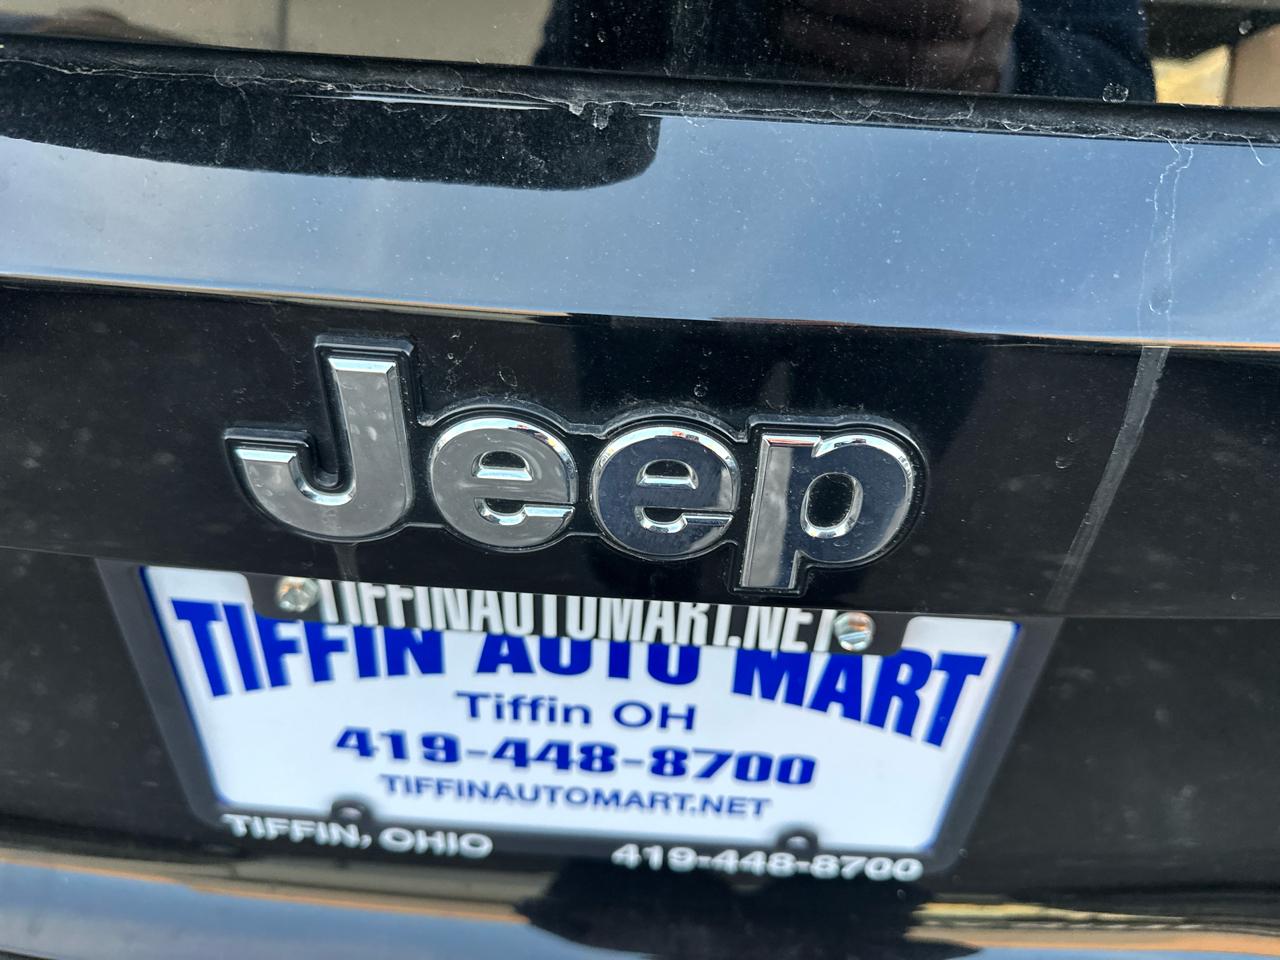 Jeep
TIFFINAUTOMART.NET
TIFFIN AUTO MART
Tiffin OH
419-448-8700
TIFFINAUTOMART.NET
TIFFIN, OHIO 419-448-8700